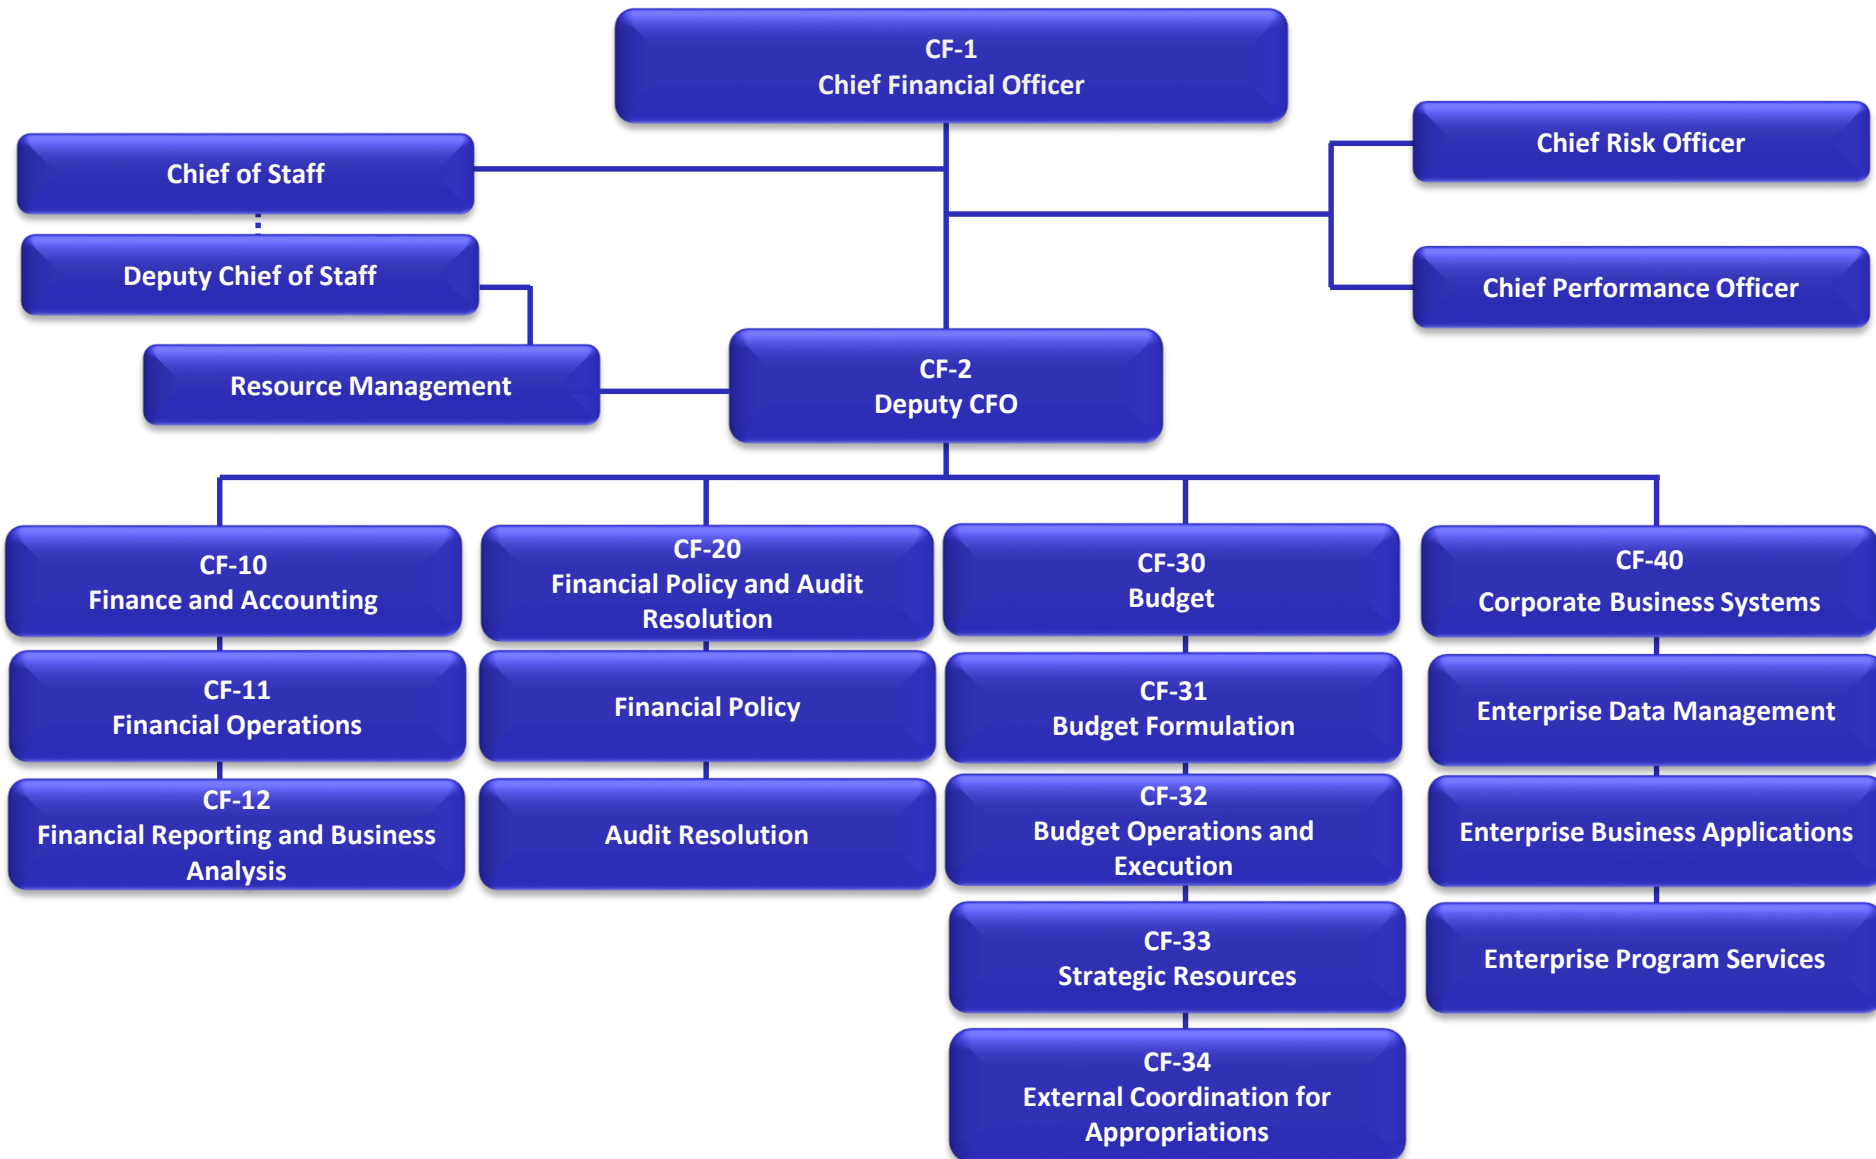 CF-1
Chief Financial Officer
Chief Risk Officer
Chief of Staff
Deputy Chief of Staff
Chief Performance Officer
Resource Management
CF-2
Deputy CFO
CF-10
Finance and Accounting
CF-11
Financial Operations
CF-12
Financial Reporting and Business
Analysis
CF-20
Financial Policy and Audit
Resolution
Financial Policy
Audit Resolution
CF-30
Budget
CF-31
Budget Formulation
CF-32
Budget Operations and
Execution
CF-33
Strategic Resources
CF-34
External Coordination for
Appropriations
CF-40
Corporate Business Systems
Enterprise Data Management
Enterprise Business Applications
Enterprise Program Services